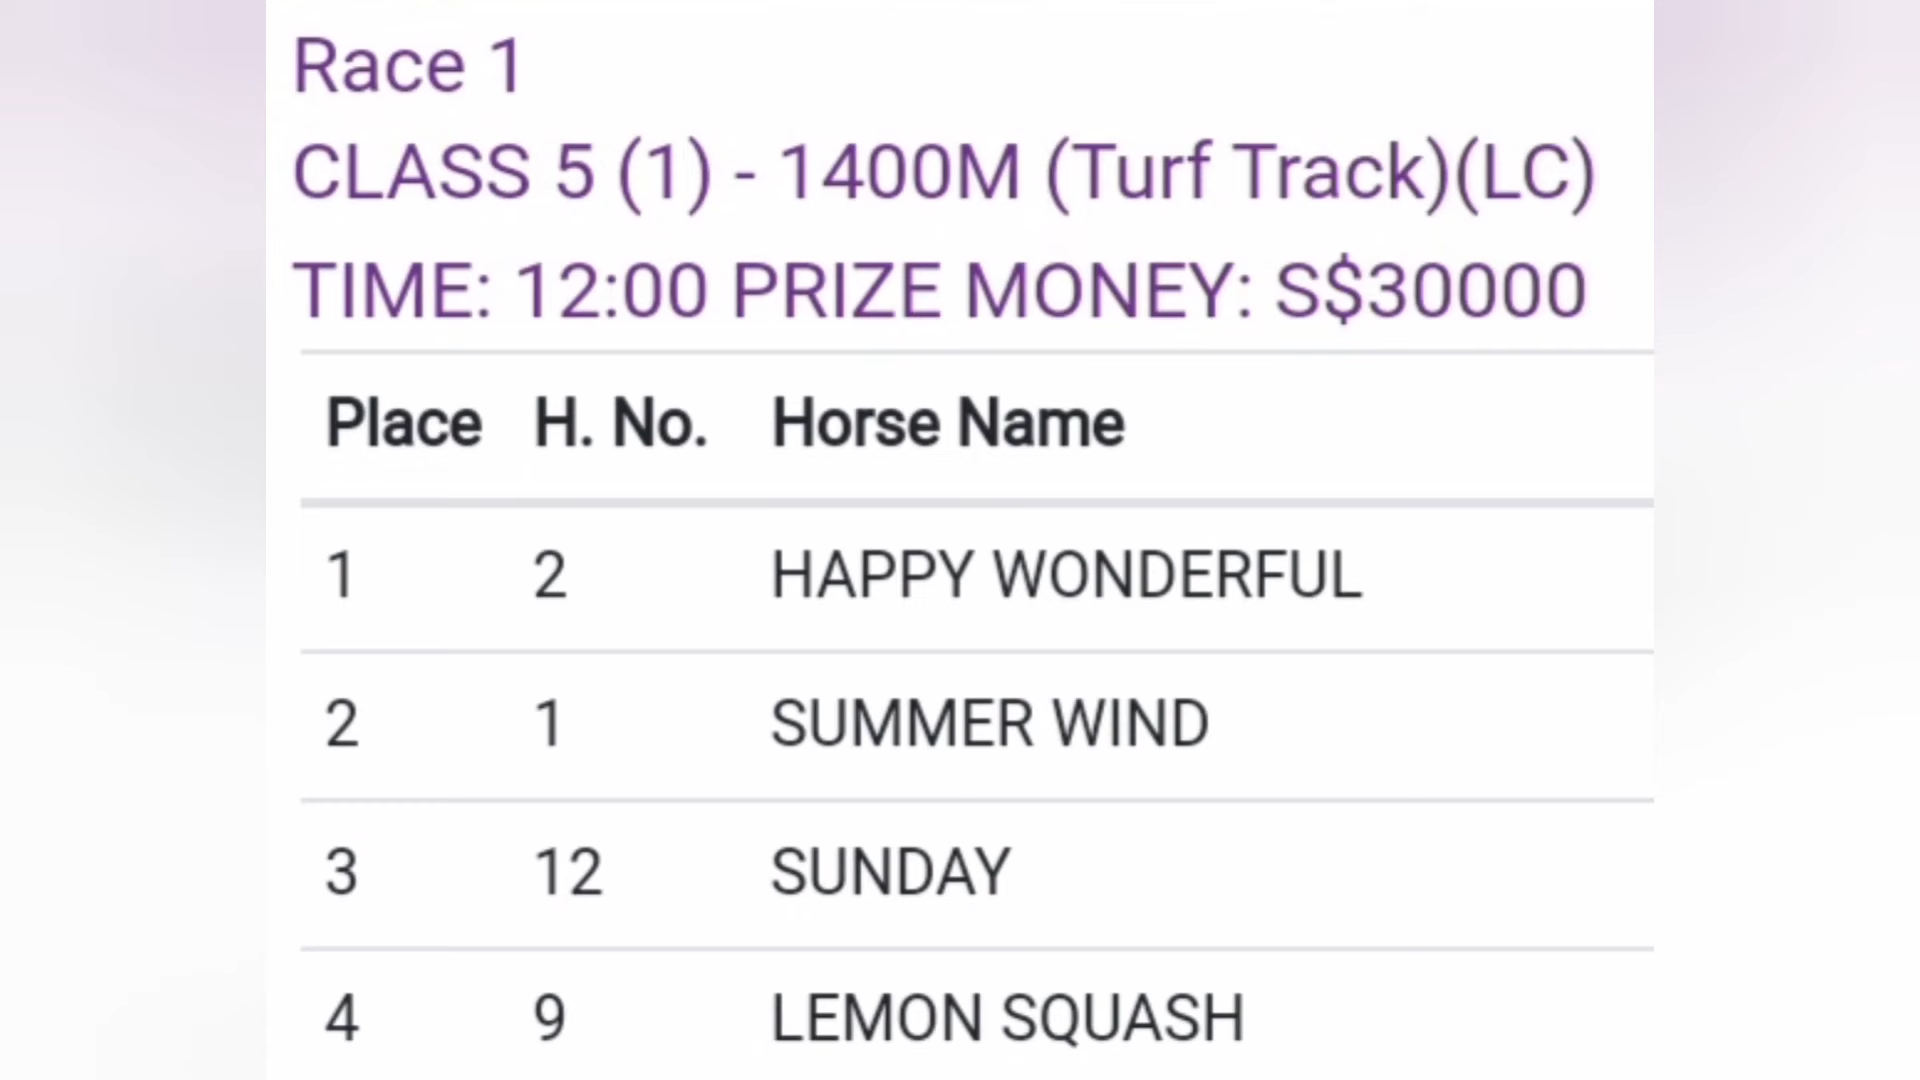 Race 1
CLASS 5 (1) - 1400M (Turf Track)(LC)
TIME: 12:00 PRIZE MONEY: S$30000
Place H. No. Horse Name
1 2 HAPPY WONDERFUL
2 1 SUMMER WIND
3 12 SUNDAY
4 9 LEMON SQUASH